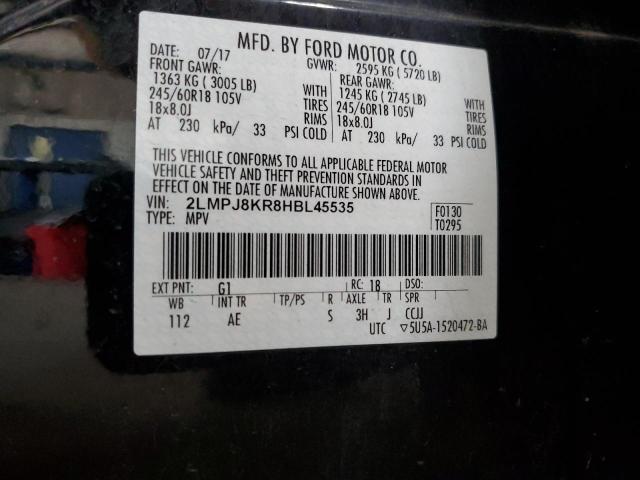 MFD. BY FORD MOTOR CO.
DATE: 07/17 GVWR: 2595 KG ( 5720 LB)
FRONT GAWR: REAR GAWR:
1363 KG ( 3005 LB) WITH 1245 KG ( 2745 LB) WITH
245/60R18 105V TIRES 245/60R18 105V TIRES
18x8.0J RIMS 18x8.0J RIMS
AT 230 kPa/ 33 PSI COLD AT 230 kPa/ 33 PSI COLD
THIS VEHICLE CONFORMS TO ALL APPLICABLE FEDERAL MOTOR
VEHICLE SAFETY AND THEFT PREVENTION STANDARDS IN
EFFECT ON THE DATE OF MANUFACTURE SHOWN ABOVE.
VIN: 2LMPJ8KR8HBL45535 F0130
TYPE: MPV T0295
EXT PNT: G1 RC: 18 DSO:
WB INT TR TP/PS R AXLE TR SPR
112 AE S 3H J CCJJ
UTC ▽5U5A-1520472-BA